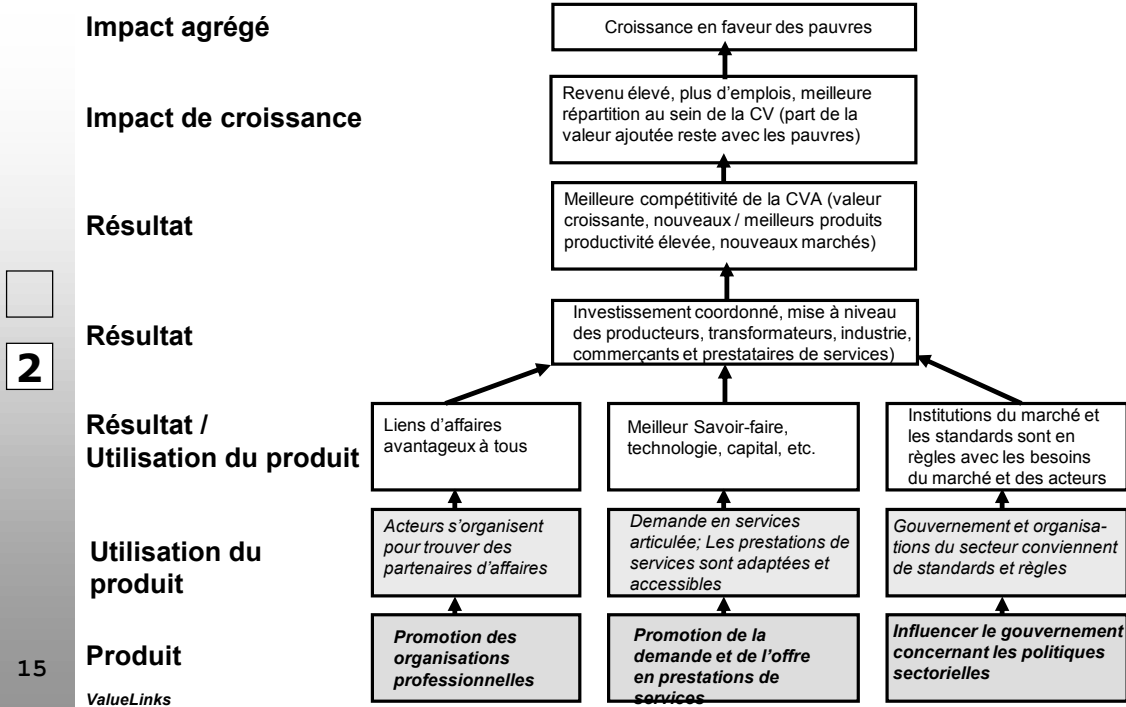 Impact agrégé
Croissance en faveur des pauvres
Impact de croissance
Revenu élevé, plus d’emplois, meilleure
répartition au sein de la CV (part de la
valeur ajoutée reste avec les pauvres)
Résultat
Meilleure compétitivité de la CVA (valeur
croissante, nouveaux / meilleurs produits
productivité élevée, nouveaux marchés)
Résultat
Investissement coordonné, mise à niveau
des producteurs, transformateurs, industrie,
commerçants et prestataires de services)
2
Résultat /
Utilisation du produit
Liens d’affaires
avantageux à tous
Meilleur Savoir-faire,
technologie, capital, etc.
Institutions du marché et
les standards sont en
règles avec les besoins
du marché et des acteurs
Utilisation du
produit
Acteurs s’organisent
pour trouver des
partenaires d’affaires
Demande en services
articulée; Les prestations de
services sont adaptées et
accessibles
Gouvernement et organisa-
tions du secteur conviennent
de standards et règles
Produit
Promotion des
organisations
professionnelles
Promotion de la
demande et de l’offre
en prestations de
services
Influencer le gouvernement
concernant les politiques
sectorielles
15
ValueLinks